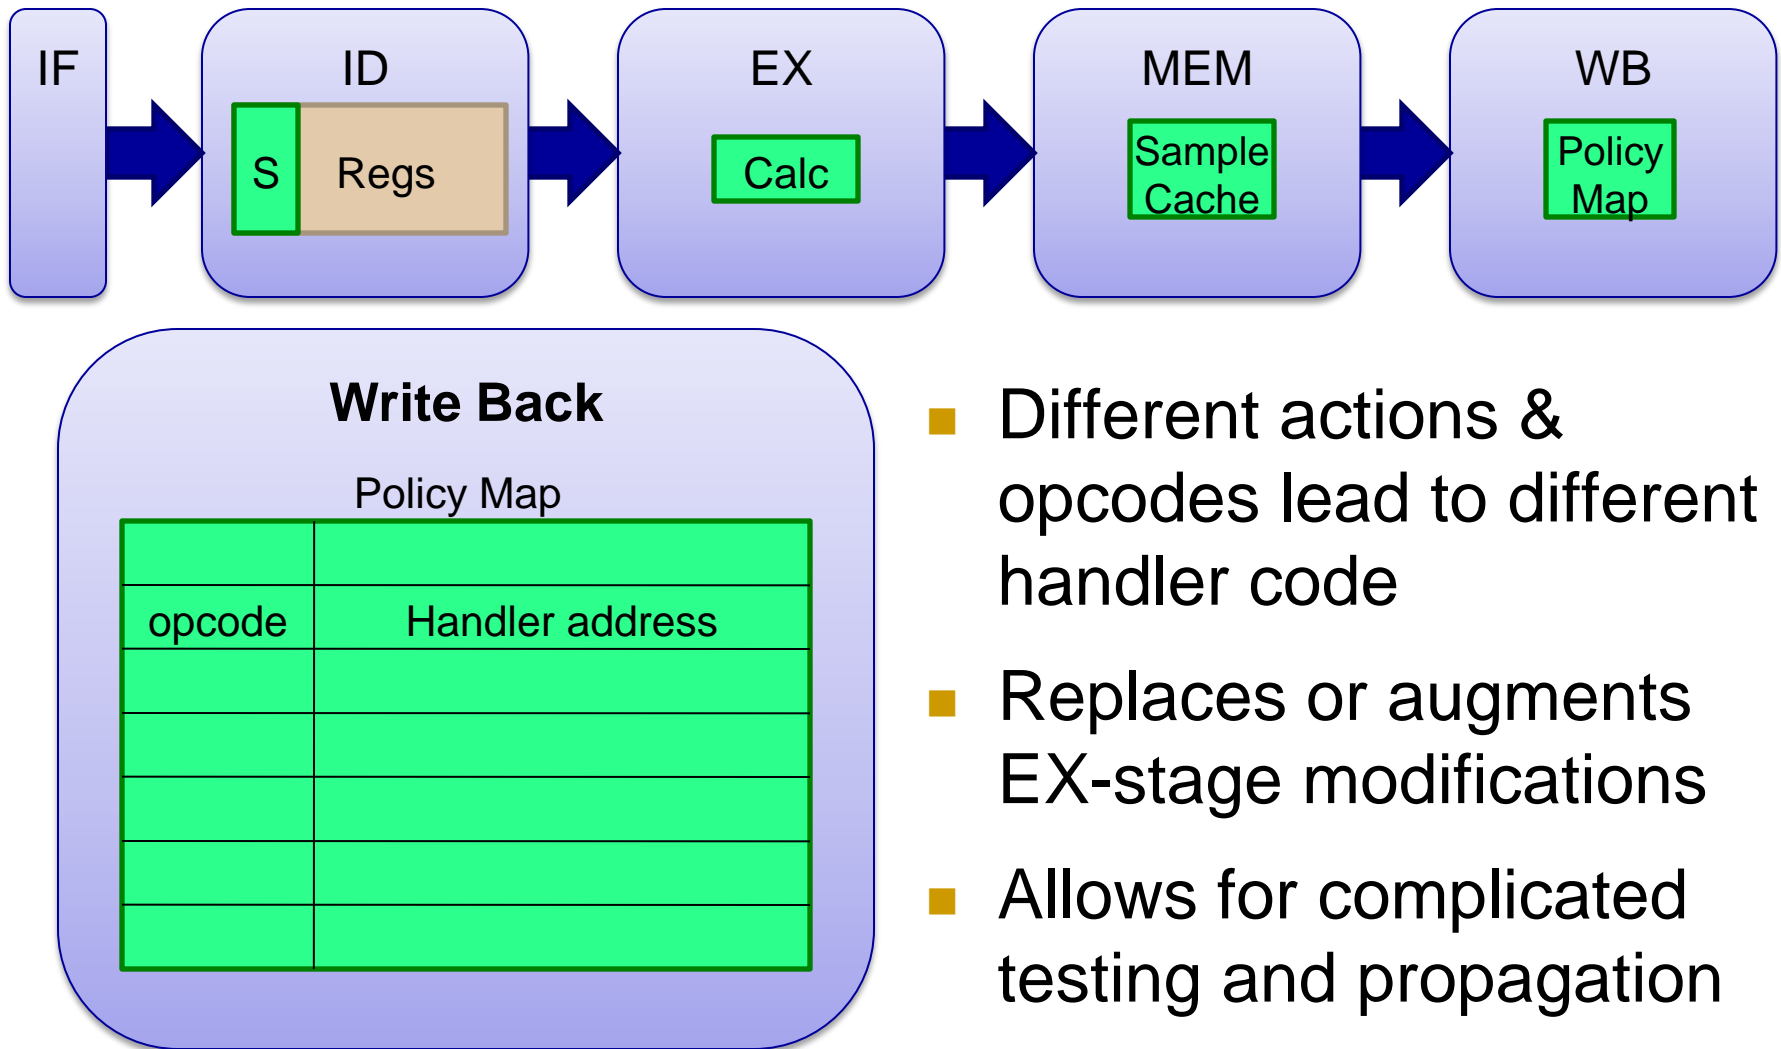 IF
ID
EX
MEM
WB
S
Regs
Calc
Sample
Cache
Policy
Map
Write Back
Policy Map
opcode
Handler address
Different actions &
opcodes lead to different
handler code
Replaces or augments
EX-stage modifications
Allows for complicated
testing and propagation